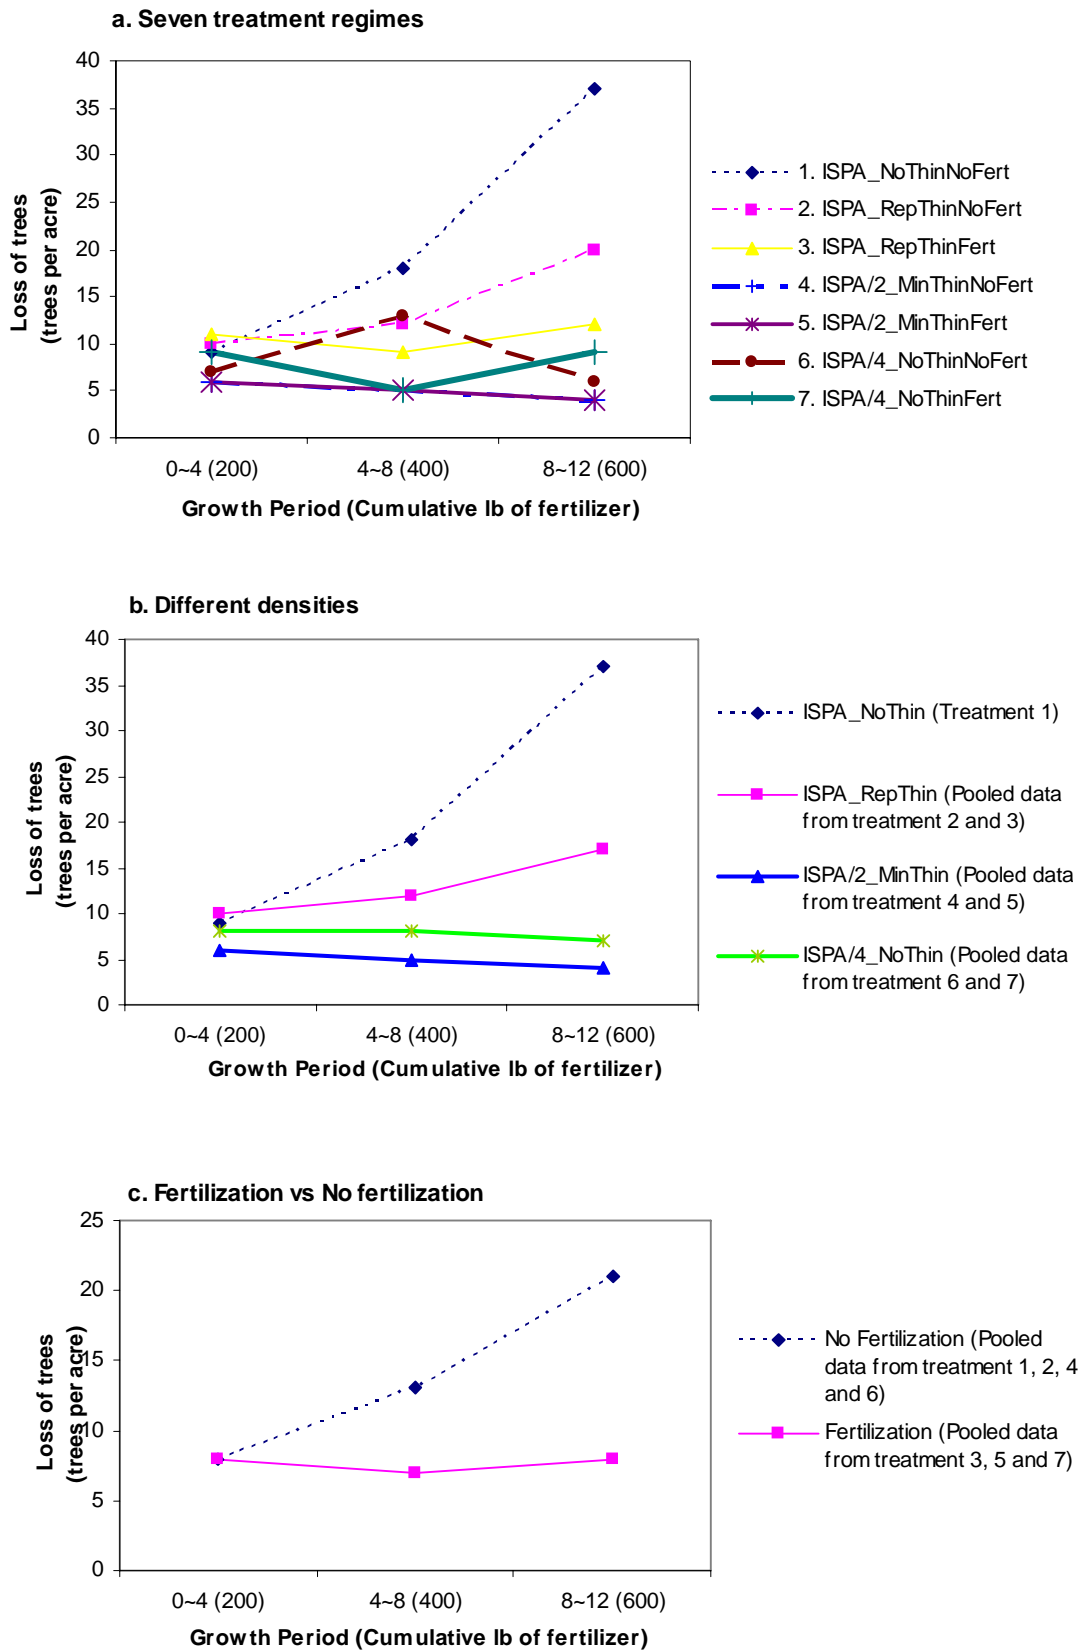 a. Seven treatment regimes
40
35
30
25
20
15
10
5
0
Loss of trees
(trees per acre)
0~4 (200)
4~8 (400)
8~12 (600)
Growth Period (Cumulative lb of fertilizer)
1. ISPA_NoThinNoFert
2. ISPA_RepThinNoFert
3. ISPA_RepThinFert
4. ISPA/2_MinThinNoFert
5. ISPA/2_MinThinFert
6. ISPA/4_NoThinNoFert
7. ISPA/4_NoThinFert
b. Different densities
40
35
30
25
20
15
10
5
0
Loss of trees
(trees per acre)
0~4 (200)
4~8 (400)
8~12 (600)
Growth Period (Cumulative lb of fertilizer)
ISPA_NoThin (Treatment 1)
ISPA_RepThin (Pooled data
from treatment 2 and 3)
ISPA/2_MinThin (Pooled data
from treatment 4 and 5)
ISPA/4_NoThin (Pooled data
from treatment 6 and 7)
c. Fertilization vs No fertilization
25
20
15
10
5
0
Loss of trees
(trees per acre)
0~4 (200)
4~8 (400)
8~12 (600)
Growth Period (Cumulative lb of fertilizer)
No Fertilization (Pooled
data from treatment 1, 2, 4
and 6)
Fertilization (Pooled data
from treatment 3, 5 and 7)